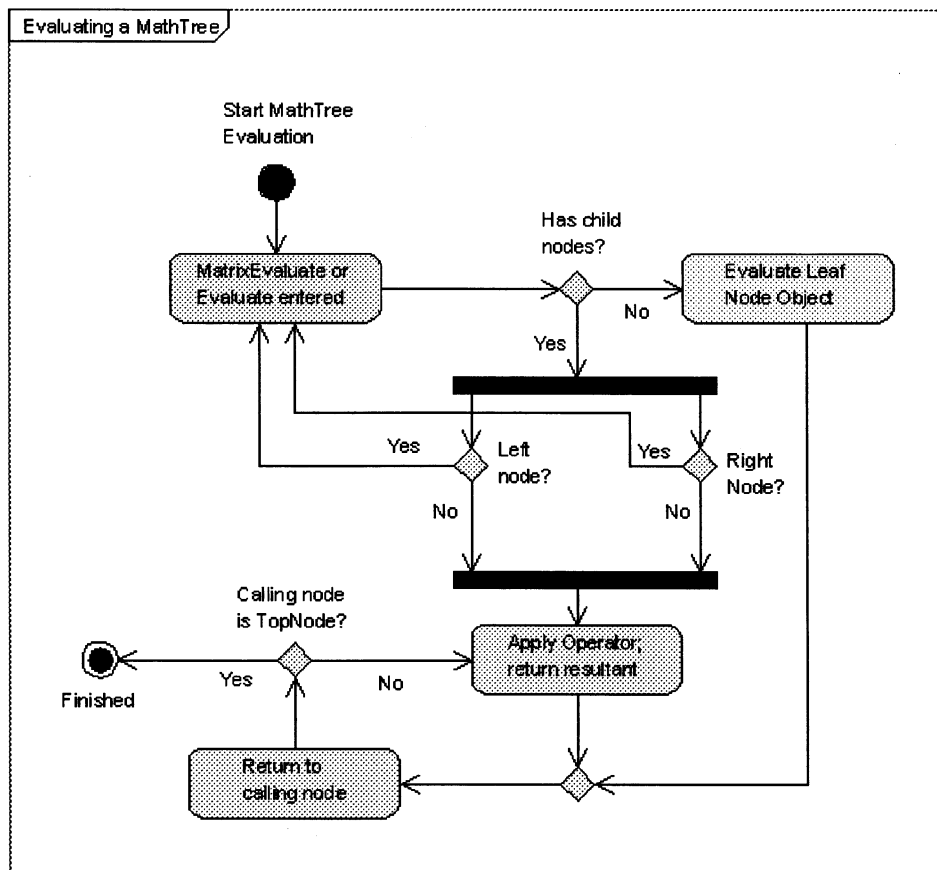 Evaluating a MathTree
Start MathTree
Evaluation
Has child
nodes?
MatrixEvaluate or
Evaluate entered
Evaluate Leaf
Node Object
No
Yes
Yes
Left
node?
Yes
Right
Node?
No
No
Calling node
is TopNode?
Apply Operator;
return resultant
Yes
No
Finished
Return to
calling node